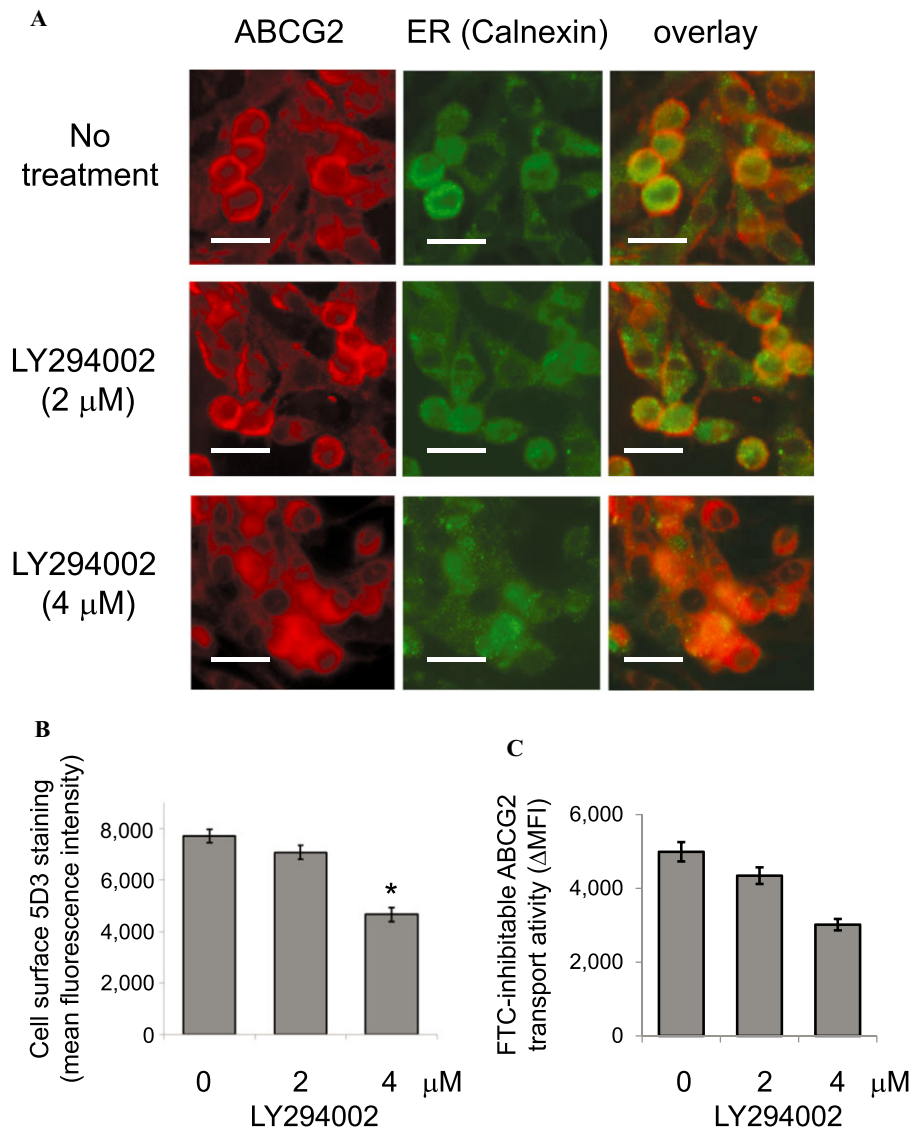 A
ABCG2 ER (Calnexin) overlay
No
treatment
LY294002
(2 μM)
LY294002
(4 μM)
B
Cell surface 5D3 staining
(mean fluorescence intensity)
8,000
6,000
4,000
2,000
0
*
0 2 4 μM
LY294002
C
FTC-inhibitable ABCG2
transport ativity (ΔMFI)
6,000
4,000
2,000
0
0 2 4 μM
LY294002